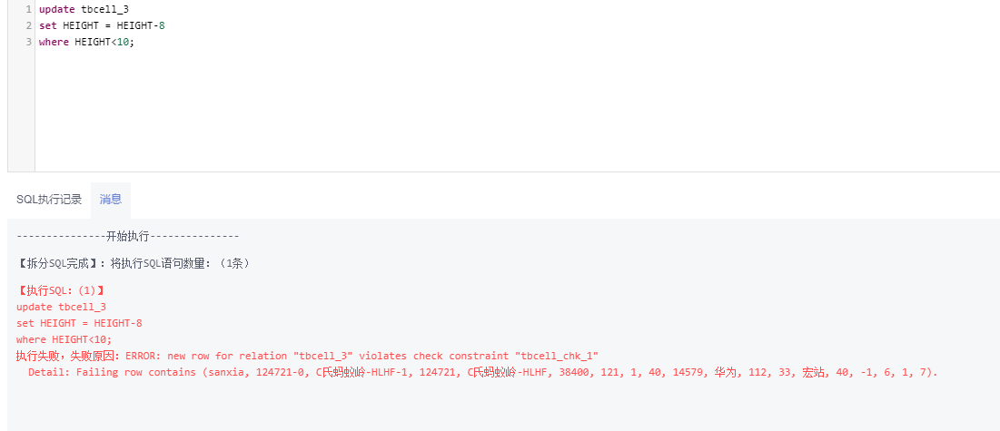 1 update tbcell_3
2 set HEIGHT = HEIGHT-8
3 where HEIGHT<10;
SQL执行记录 消息
---------------开始执行---------------
【拆分SQL完成】：将执行SQL语句数量：（1条）
【执行SQL：(1)】
update tbcell_3
set HEIGHT = HEIGHT-8
where HEIGHT<10;
执行失败，失败原因：ERROR: new row for relation "tbcell_3" violates check constraint "tbcell_chk_1"
Detail: Failing row contains (sanxia, 124721-0, C氏蚂蚁岭-HLHF-1, 124721, C氏蚂蚁岭-HLHF, 38400, 121, 1, 40, 14579, 华为, 112, 33, 宏站, 40, -1, 6, 1, 7).